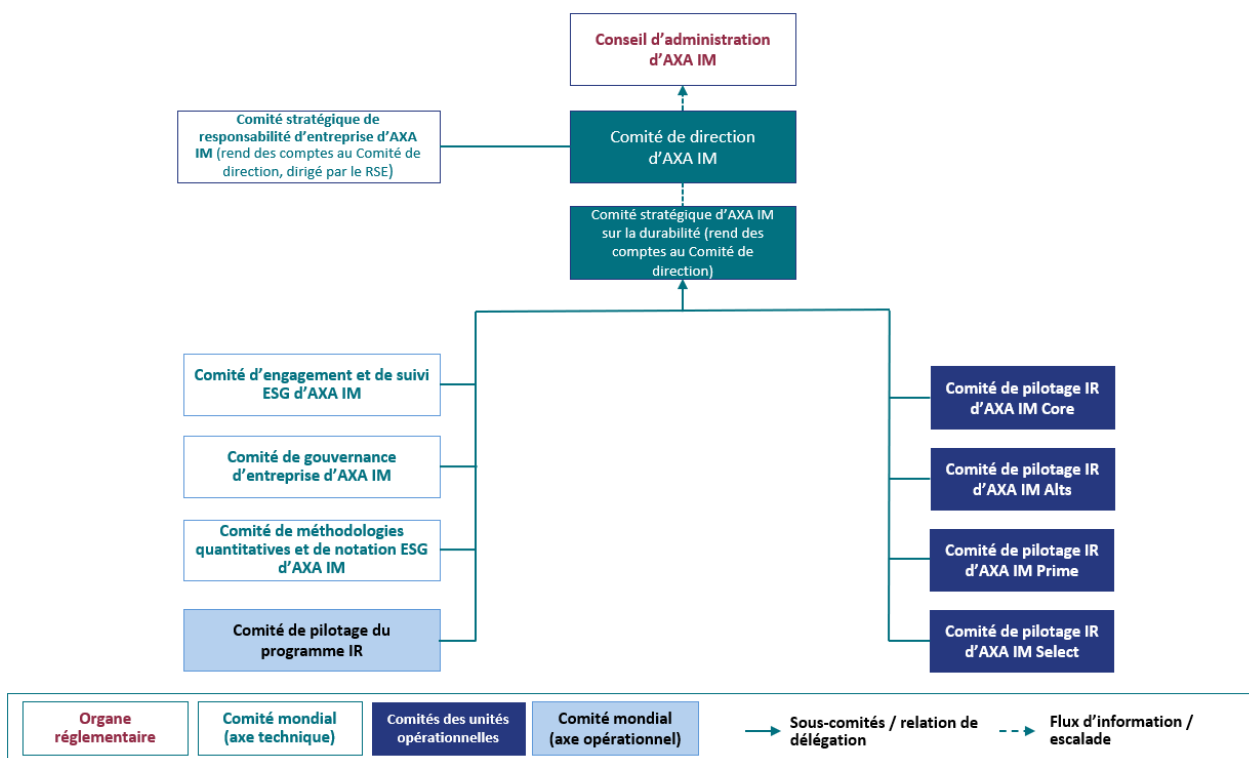 Conseil d’administration
d’AXA IM
Comité stratégique de
responsabilité d’entreprise d’AXA
IM (rend des comptes au Comité de
direction, dirigé par le RSE)
Comité de direction
d’AXA IM
Comité stratégique d’AXA IM
sur la durabilité (rend des
comptes au Comité de
direction)
Comité d’engagement et de suivi
ESG d’AXA IM
Comité de gouvernance
d’entreprise d’AXA IM
Comité de méthodologies
quantitatives et de notation ESG
d’AXA IM
Comité de pilotage du
programme IR
Comité de pilotage IR
d’AXA IM Core
Comité de pilotage IR
d’AXA IM Alts
Comité de pilotage IR
d’AXA IM Prime
Comité de pilotage IR
d’AXA IM Select
Organe
réglementaire
Comité mondial
(axe technique)
Comités des unités
opérationnelles
Comité mondial
(axe opérationnel)
Sous-comités / relation de
délégation
Flux d’information /
escalade